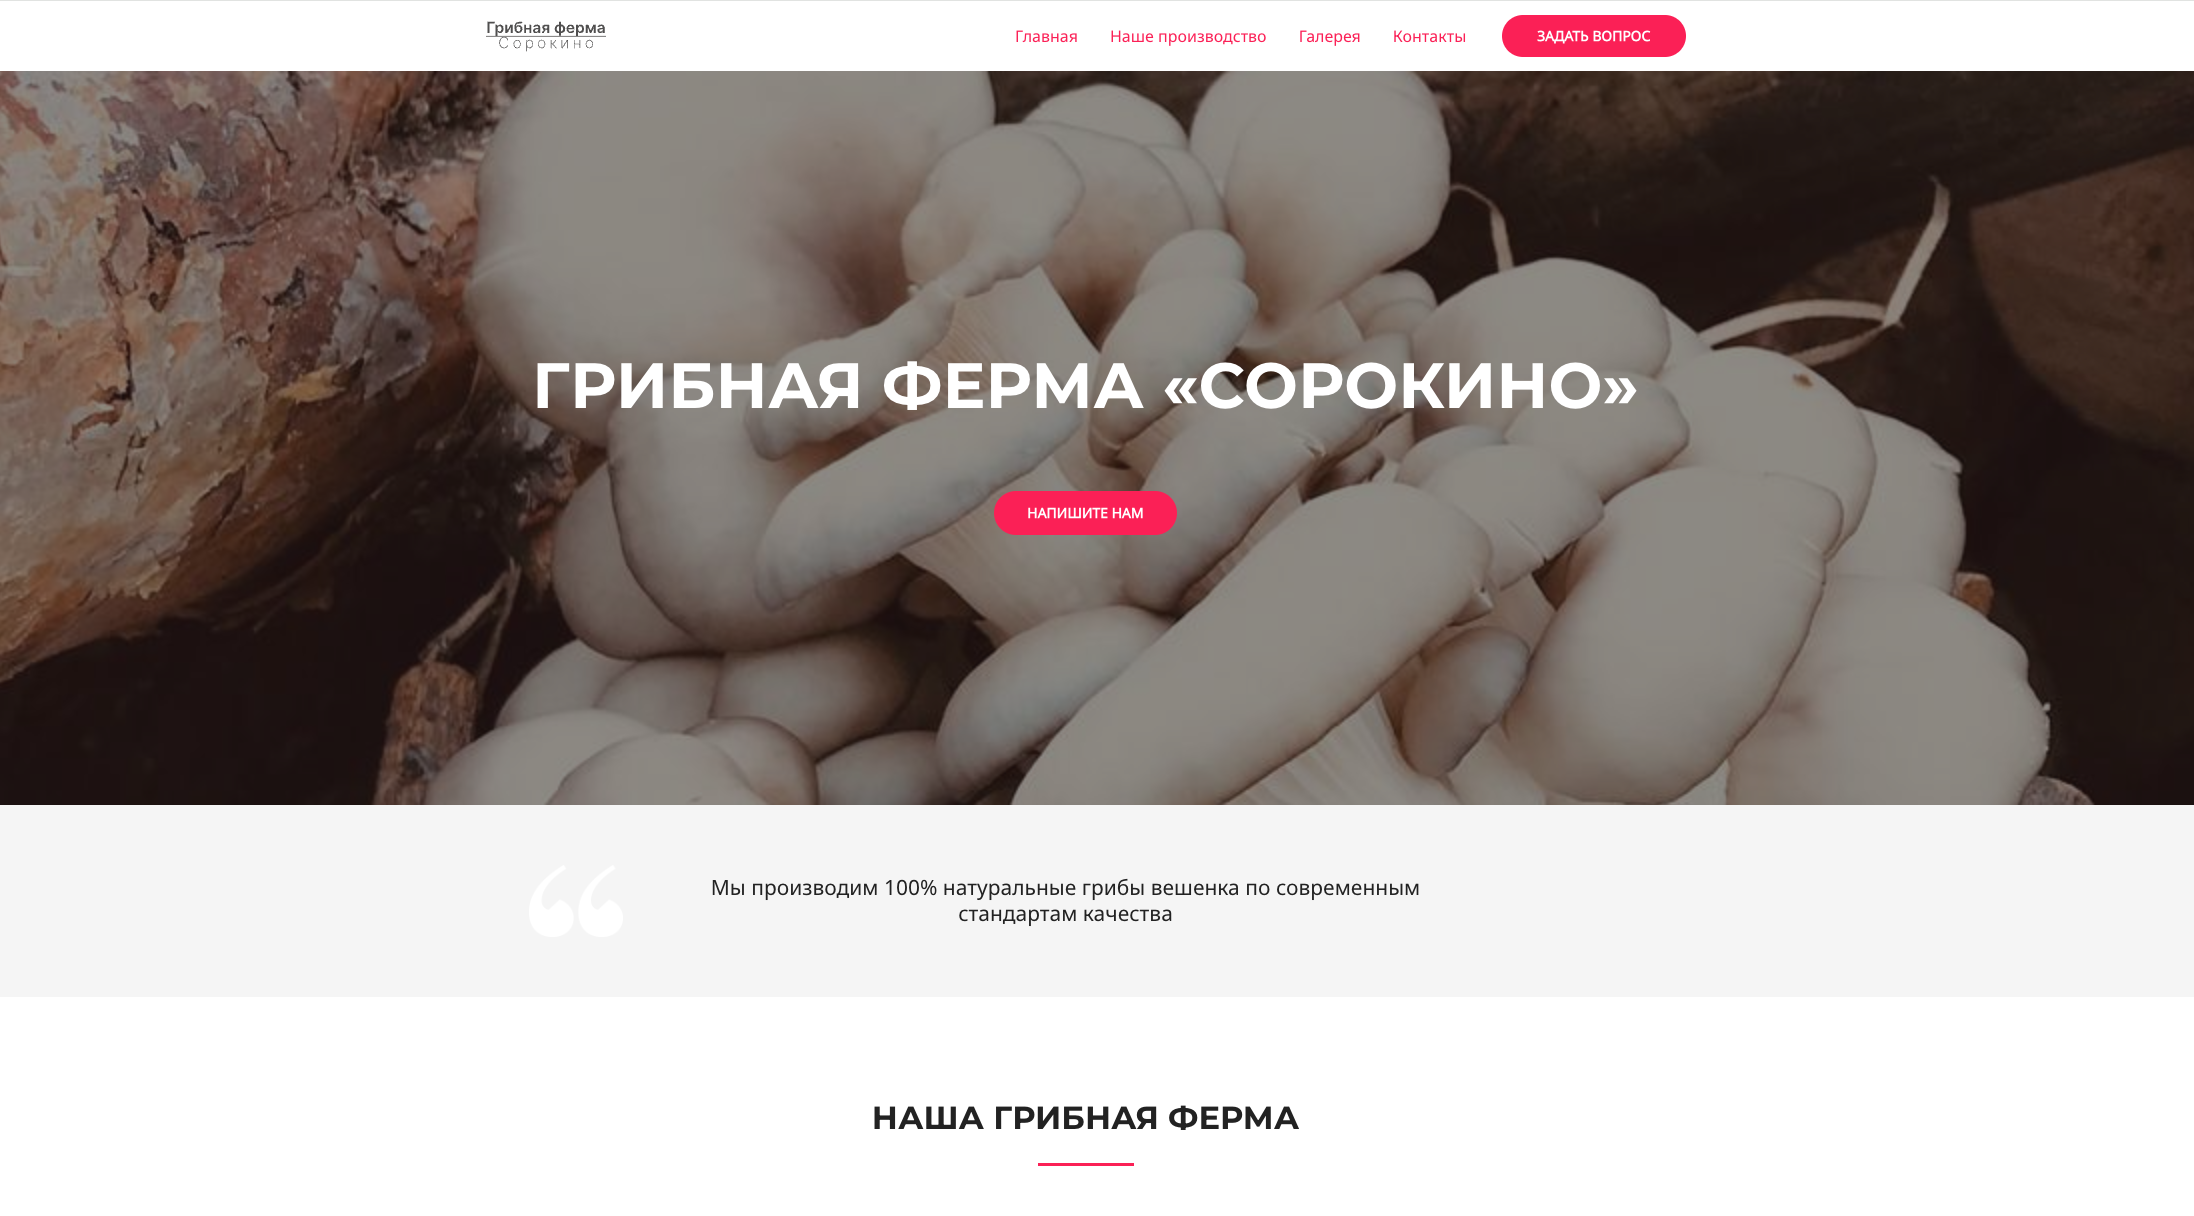 Грибная ферма
Сорокино
Главная Наше производство Галерея Контакты ЗАДАТЬ ВОПРОС
ГРИБНАЯ ФЕРМА «СОРОКИНО»
НАПИШИТЕ НАМ
Мы производим 100% натуральные грибы вешенка по современным
стандартам качества
НАША ГРИБНАЯ ФЕРМА